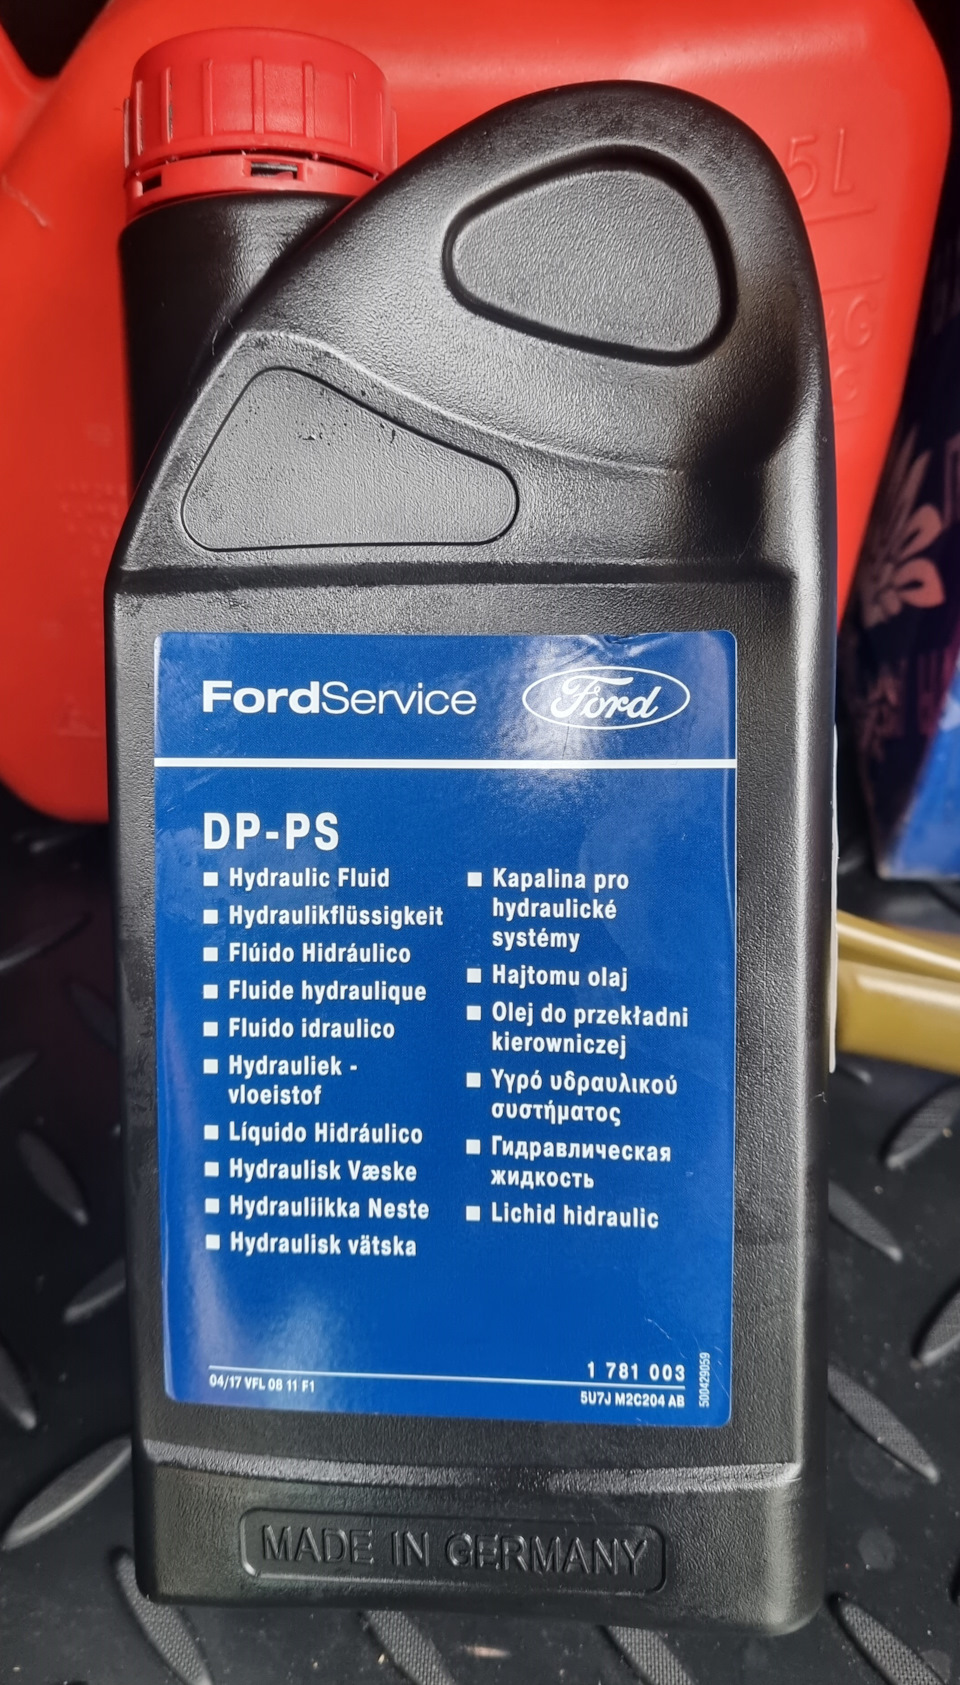 5L
FordService
Ford
DP-PS
Hydraulic Fluid
Hydraulikflüssigkeit
Flúido Hidráulico
Fluide hydraulique
Fluido idraulico
Hydrauliek -
vloeistof
Líquido Hidráulico
Hydraulisk Væske
Hydrauliikka Neste
Hydraulisk vätska
Kapalina pro
hydraulické
systémy
Hajtomu olaj
Olej do przekładni
kierowniczej
Υγρό υδραυλικού
συστήματος
Гидравлическая
жидкость
Lichid hidraulic
04/17 VFL 08 11 F1
1 781 003
5U7J M2C204 AB
500429059
MADE IN GERMANY